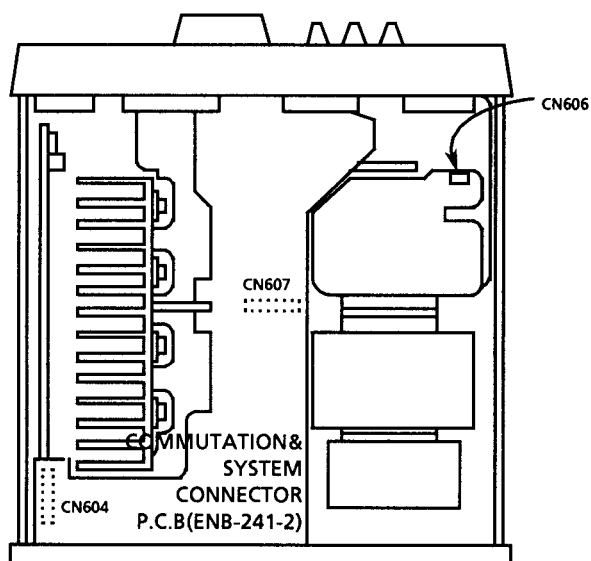 CN606
CN607
COMMUTATION&
SYSTEM
CONNECTOR
P.C.B(ENB-241-2)
CN604